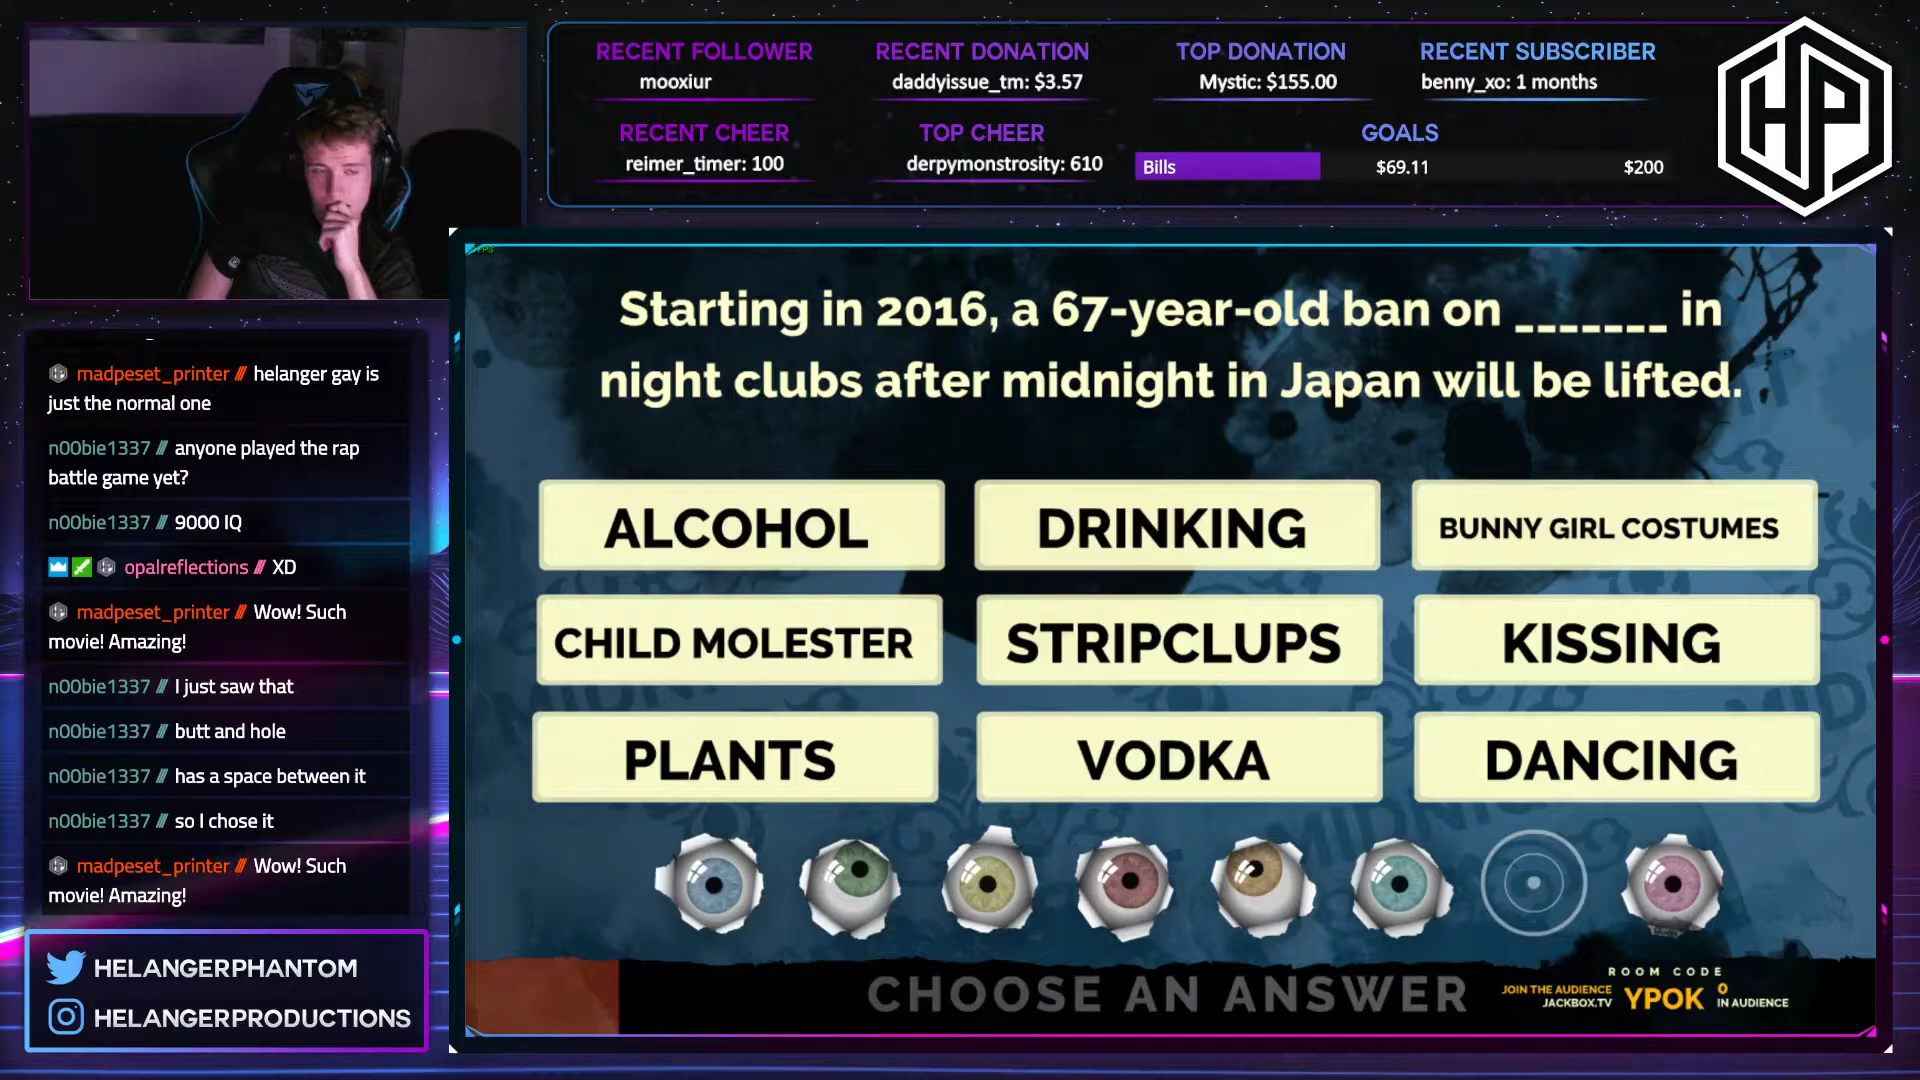 RECENT FOLLOWER
mooxiur
RECENT DONATION
daddyissue_tm: $3.57
TOP DONATION
Mystic: $155.00
RECENT SUBSCRIBER
benny_xo: 1 months
RECENT CHEER
reimer_timer: 100
TOP CHEER
derpymonstrosity: 610
GOALS
Bills $69.11 $200
HP
FPS
madpeset_printer /// helanger gay is
just the normal one
n00bie1337 /// anyone played the rap
battle game yet?
n00bie1337 /// 9000 IQ
opalreflections /// XD
madpeset_printer /// Wow! Such
movie! Amazing!
n00bie1337 /// I just saw that
n00bie1337 /// butt and hole
n00bie1337 /// has a space between it
n00bie1337 /// so I chose it
madpeset_printer /// Wow! Such
movie! Amazing!
HELANGERPHANTOM
HELANGERPRODUCTIONS
Starting in 2016, a 67-year-old ban on _______ in
night clubs after midnight in Japan will be lifted.
ALCOHOL
DRINKING
BUNNY GIRL COSTUMES
CHILD MOLESTER
STRIPCLUPS
KISSING
PLANTS
VODKA
DANCING
CHOOSE AN ANSWER
JOIN THE AUDIENCE
JACKBOX.TV
ROOM CODE
YPOK
0
IN AUDIENCE